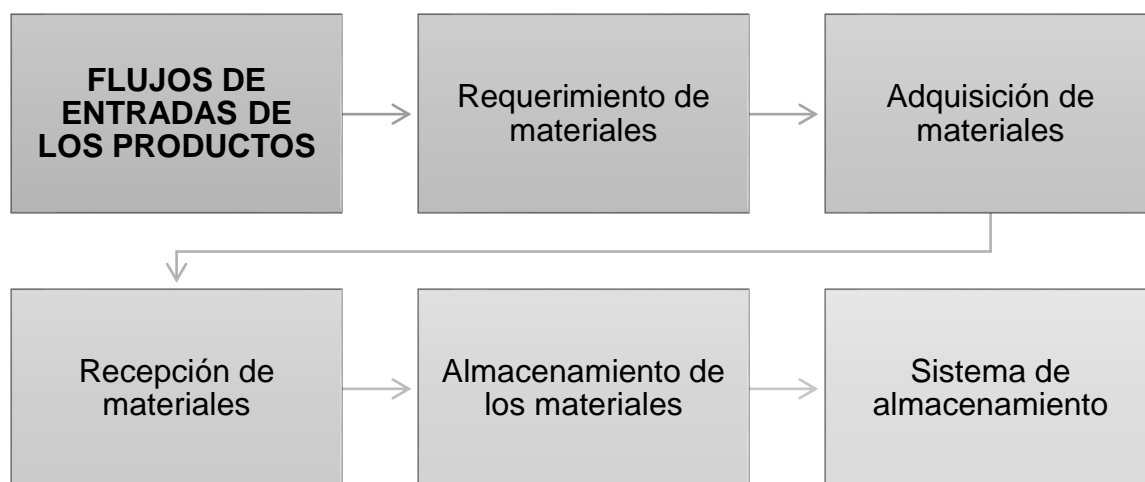 FLUJOS DE
ENTRADAS DE
LOS PRODUCTOS
Requerimiento de
materiales
Adquisición de
materiales
Recepción de
materiales
Almacenamiento de
los materiales
Sistema de
almacenamiento